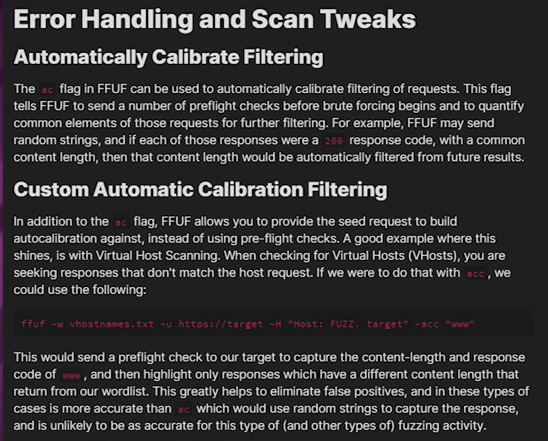 Error Handling and Scan Tweaks
Automatically Calibrate Filtering
The ac flag in FFUF can be used to automatically calibrate filtering of requests. This flag
tells FFUF to send a number of preflight checks before brute forcing begins and to quantify
common elements of those requests for further filtering. For example, FFUF may send
random strings, and if each of those responses were a 200 response code, with a common
content length, then that content length would be automatically filtered from future results.
Custom Automatic Calibration Filtering
In addition to the ac flag, FFUF allows you to provide the seed request to build
autocalibration against, instead of using pre-flight checks. A good example where this
shines, is with Virtual Host Scanning. When checking for Virtual Hosts (VHosts), you are
seeking responses that don't match the host request. If we were to do that with acc, we
could use the following:
ffuf -w vhostnames.txt -u https://target -H "Host: FUZZ. target" -acc "www"
This would send a preflight check to our target to capture the content-length and response
code of www, and then highlight only responses which have a different content length that
return from our wordlist. This greatly helps to eliminate false positives, and in these types of
cases is more accurate than ac which would use random strings to capture the response,
and is unlikely to be as accurate for this type of (and other types of) fuzzing activity.